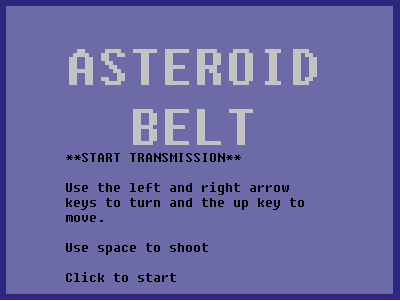 ASTEROID
BELT
**START TRANSMISSION**
Use the left and right arrow
keys to turn and the up key to
move.
Use space to shoot
Click to start